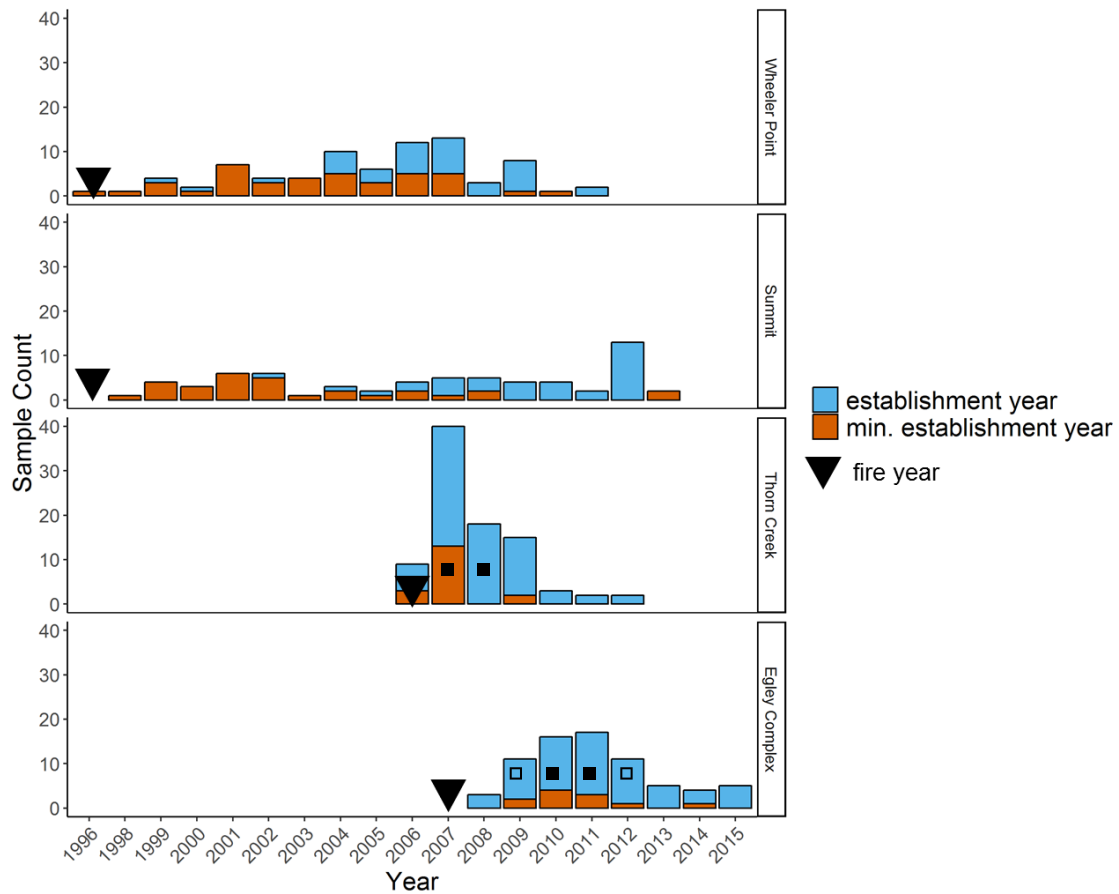 40
30
20
10
0
Wheeler Point
40
30
20
10
0
Summit
40
30
20
10
0
Thorn Creek
40
30
20
10
0
Egley Complex
Sample Count
1996 1998 1999 2000 2001 2002 2003 2004 2005 2006 2007 2008 2009 2010 2011 2012 2013 2014 2015
Year
establishment year
min. establishment year
fire year